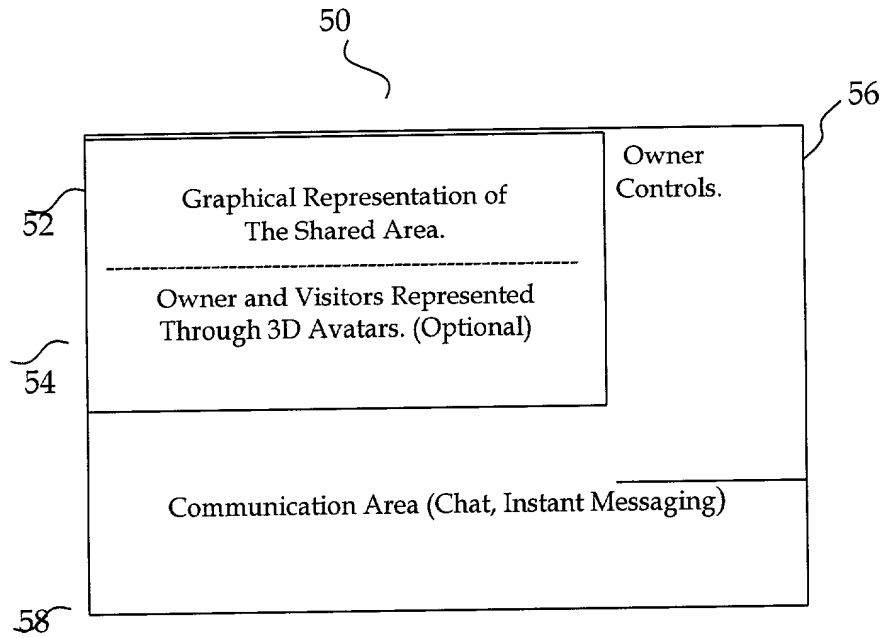 50
56
Owner
Controls.
52
Graphical Representation of
The Shared Area.
Owner and Visitors Represented
Through 3D Avatars. (Optional)
54
Communication Area (Chat, Instant Messaging)
58